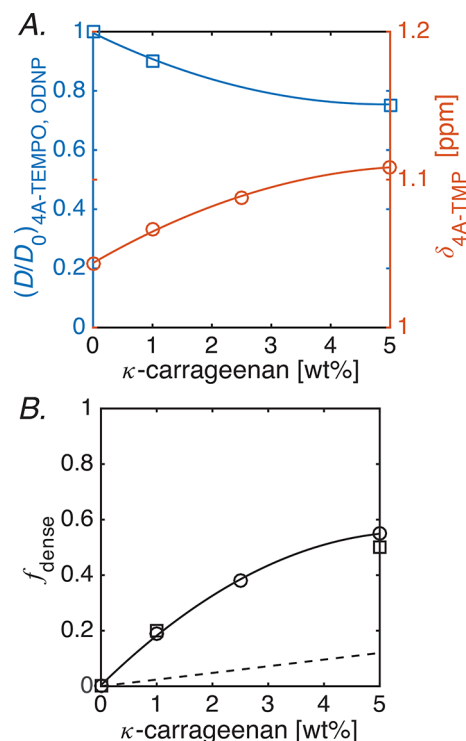 A.
1
0.8
0.6
0.4
0.2
0
(D/D₀)4A-TEMPO, ODNP
1.2
1.1
1
δ4A-TMP [ppm]
0 1 2 3 4 5
κ-carrageenan [wt%]
B.
1
0.8
0.6
0.4
0.2
0
fdense
0 1 2 3 4 5
κ-carrageenan [wt%]